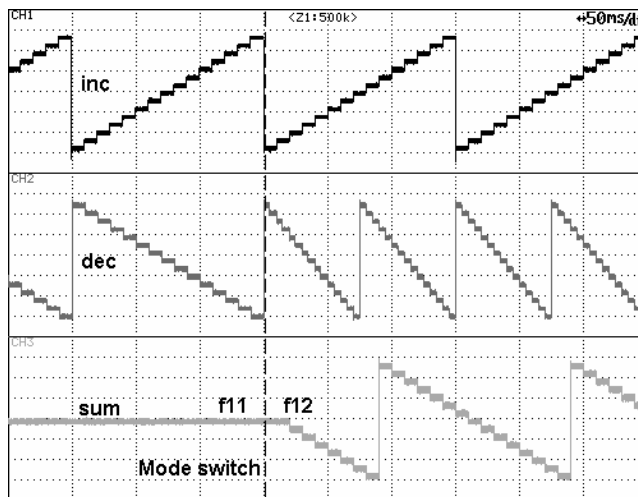 CH1 <Z1:500k> 50ms/d
inc
CH2
dec
CH3
sum f11 f12
Mode switch